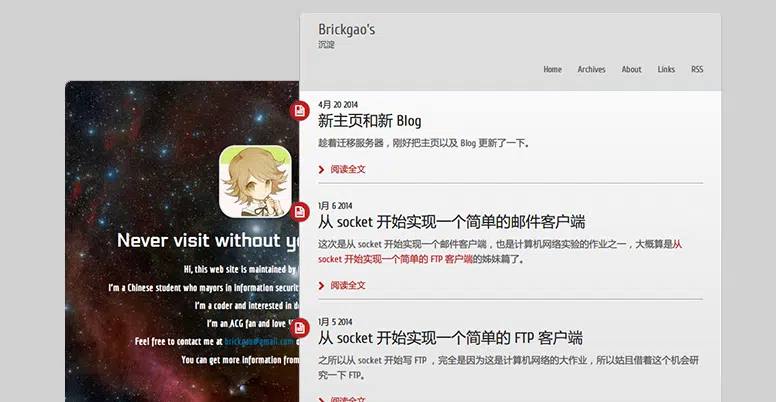 Brickgao's
沉淀
Home Archives About Links RSS
4月 20 2014
新主页和新 Blog
趁着迁移服务器，刚好把主页以及 Blog 更新了一下。
阅读全文
1月 6 2014
从 socket 开始实现一个简单的邮件客户端
这次是从 socket 开始实现一个邮件客户端，也是计算机网络实验的作业之一，大概算是从
socket 开始实现一个简单的 FTP 客户端的姊妹篇了。
阅读全文
1月 5 2014
从 socket 开始实现一个简单的 FTP 客户端
之所以从 socket 开始写 FTP ，完全是因为这是计算机网络的大作业，所以姑且借着这个机会研
究一下 FTP。
阅读全文
Never visit without
Hi, this web site is maintained by
I'm a Chinese student who mayors in information
I'm a coder and interested in
I'm an ACG fan and love
Feel free to contact me at brickgao@gmail.com
You can get more information from